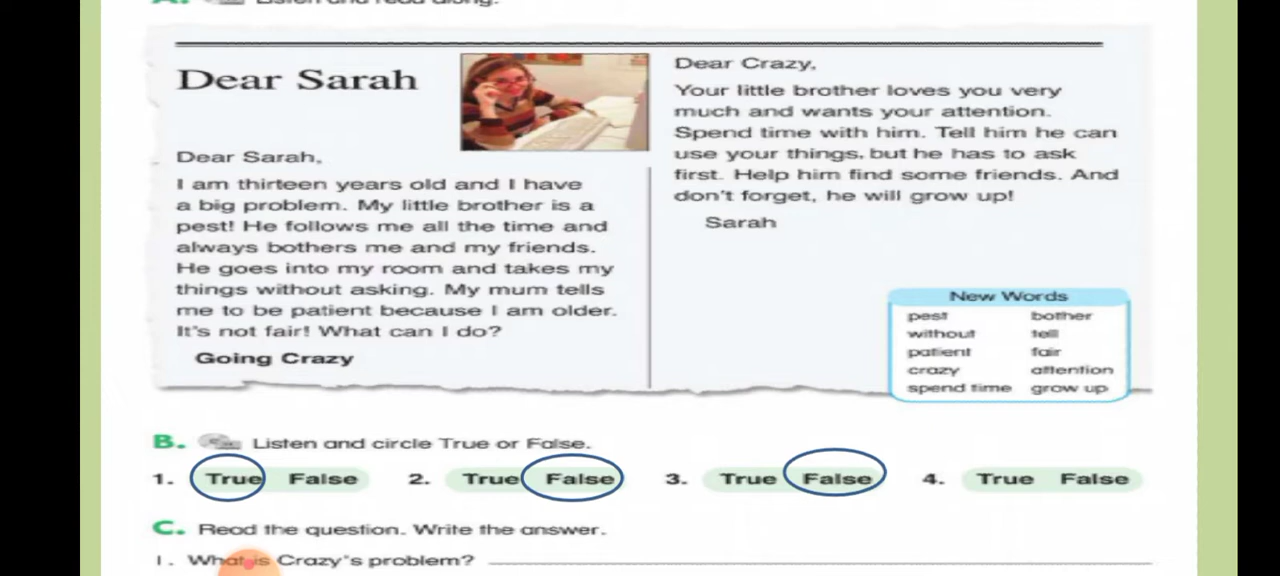 A. Listen and read along.
Dear Sarah
Dear Sarah,
I am thirteen years old and I have
a big problem. My little brother is a
pest! He follows me all the time and
always bothers me and my friends.
He goes into my room and takes my
things without asking. My mum tells
me to be patient because I am older.
It's not fair! What can I do?
Going Crazy
Dear Crazy,
Your little brother loves you very
much and wants your attention.
Spend time with him. Tell him he can
use your things, but he has to ask
first. Help him find some friends. And
don't forget, he will grow up!
Sarah
New Words
pest bother
without tell
patient fair
crazy attention
spend time grow up
B. Listen and circle True or False.
1. True False 2. True False 3. True False 4. True False
C. Read the question. Write the answer.
1. What is Crazy's problem?